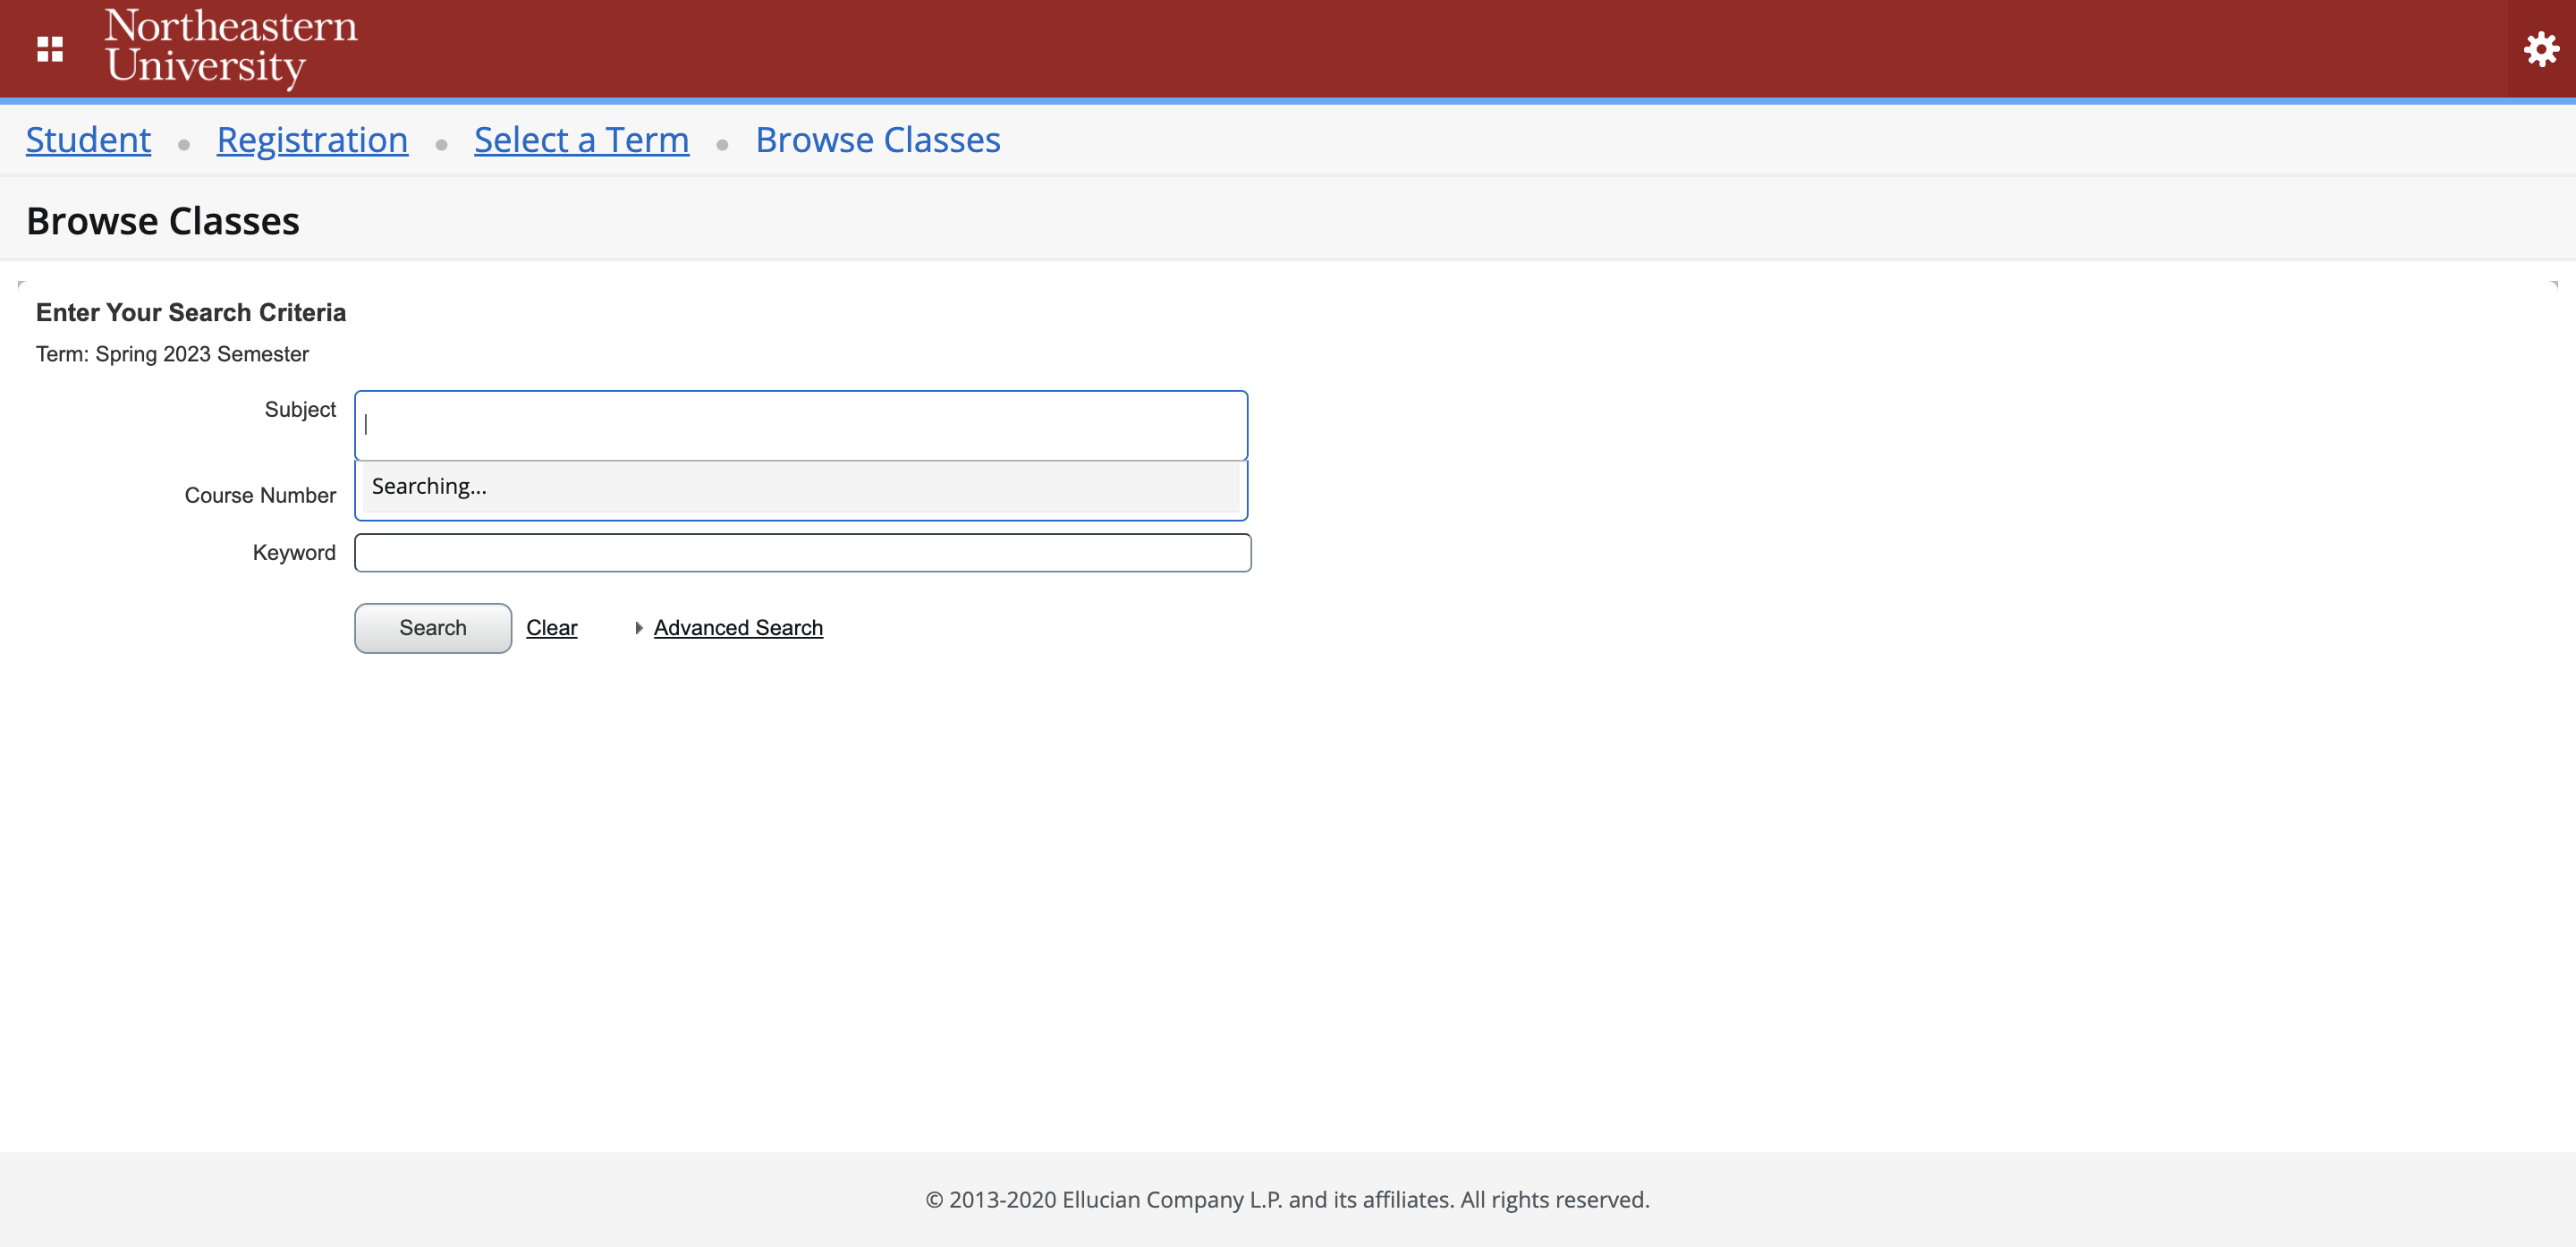 Northeastern
University
Student • Registration • Select a Term • Browse Classes
Browse Classes
Enter Your Search Criteria
Term: Spring 2023 Semester
Subject
Searching...
Course Number
Keyword
Search Clear Advanced Search
© 2013-2020 Ellucian Company L.P. and its affiliates. All rights reserved.